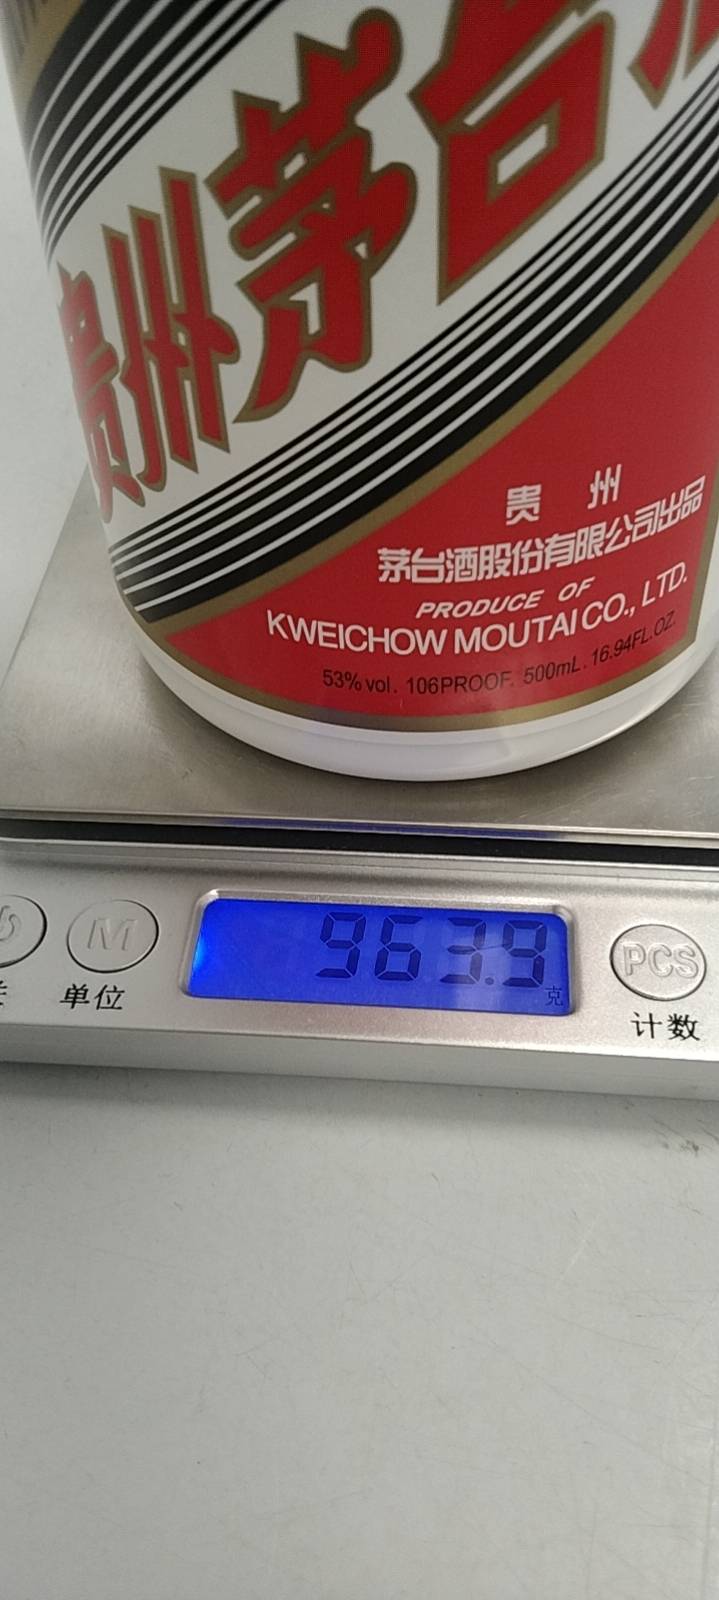 贵州茅台
贵 州
茅台酒股份有限公司出品
PRODUCE OF
KWEICHOW MOUTAI CO., LTD.
53% vol. 106PROOF. 500mL. 16.94FL.OZ.
963.9
克
M
PCS
单位
计数